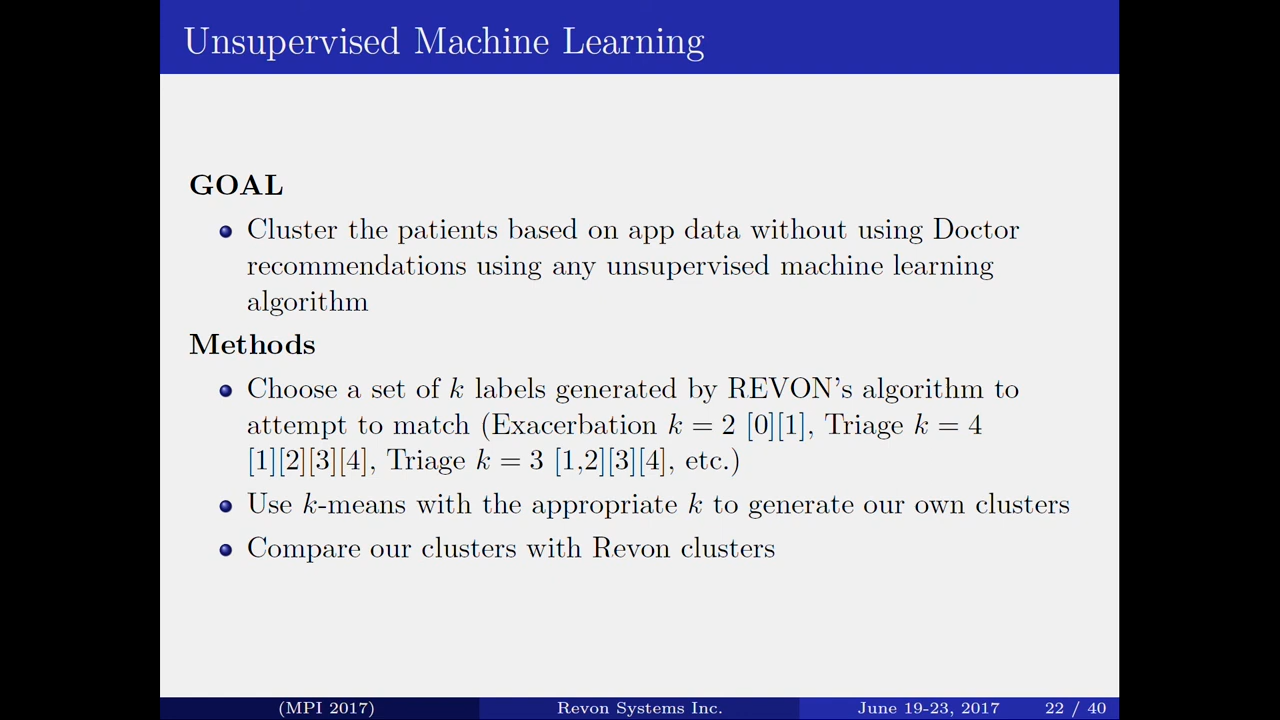 Unsupervised Machine Learning
GOAL
Cluster the patients based on app data without using Doctor
recommendations using any unsupervised machine learning
algorithm
Methods
Choose a set of k labels generated by REVON's algorithm to
attempt to match (Exacerbation k = 2 [0][1], Triage k = 4
[1][2][3][4], Triage k = 3 [1,2][3][4], etc.)
Use k-means with the appropriate k to generate our own clusters
Compare our clusters with Revon clusters
(MPI 2017) Revon Systems Inc. June 19-23, 2017 22 / 40